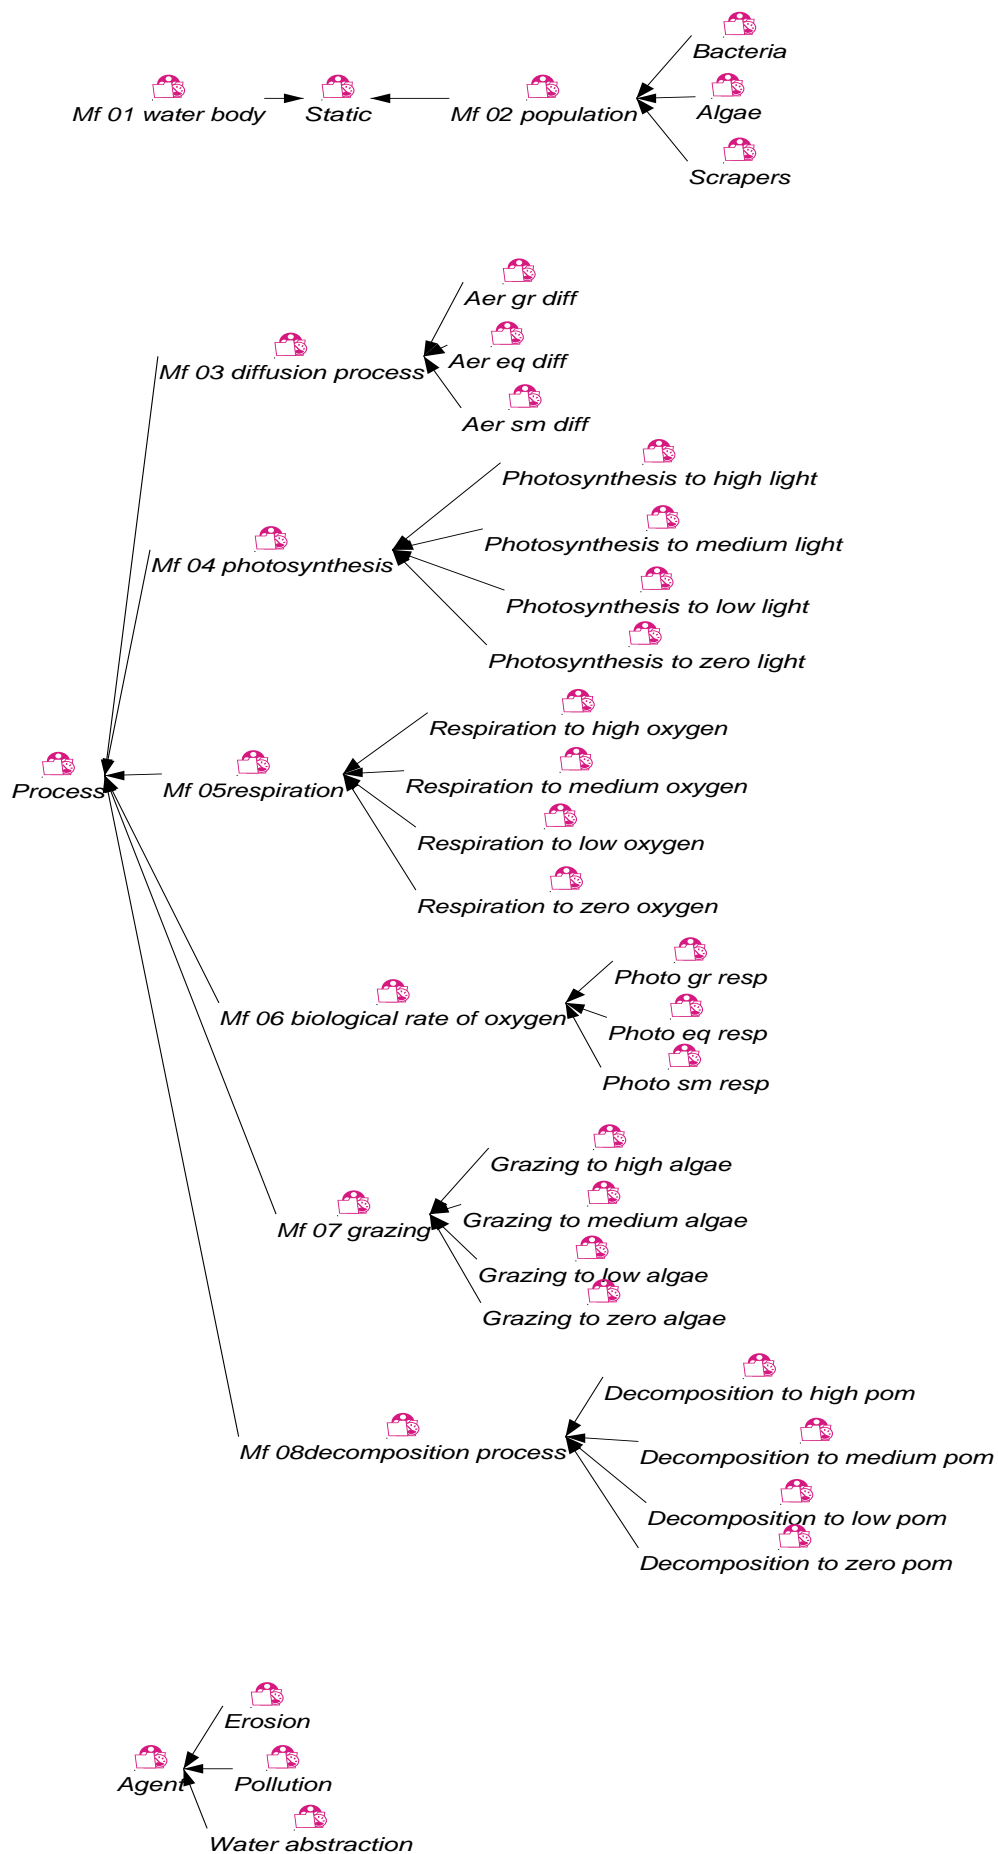 Bacteria
Mf 01 water body
Static
Mf 02 population
Algae
Scrapers
Aer gr diff
Mf 03 diffusion process
Aer eq diff
Aer sm diff
Photosynthesis to high light
Mf 04 photosynthesis
Photosynthesis to medium light
Photosynthesis to low light
Photosynthesis to zero light
Respiration to high oxygen
Process
Mf 05respiration
Respiration to medium oxygen
Respiration to low oxygen
Respiration to zero oxygen
Photo gr resp
Mf 06 biological rate of oxygen
Photo eq resp
Photo sm resp
Grazing to high algae
Mf 07 grazing
Grazing to medium algae
Grazing to low algae
Grazing to zero algae
Decomposition to high pom
Mf 08decomposition process
Decomposition to medium pom
Decomposition to low pom
Decomposition to zero pom
Erosion
Agent
Pollution
Water abstraction